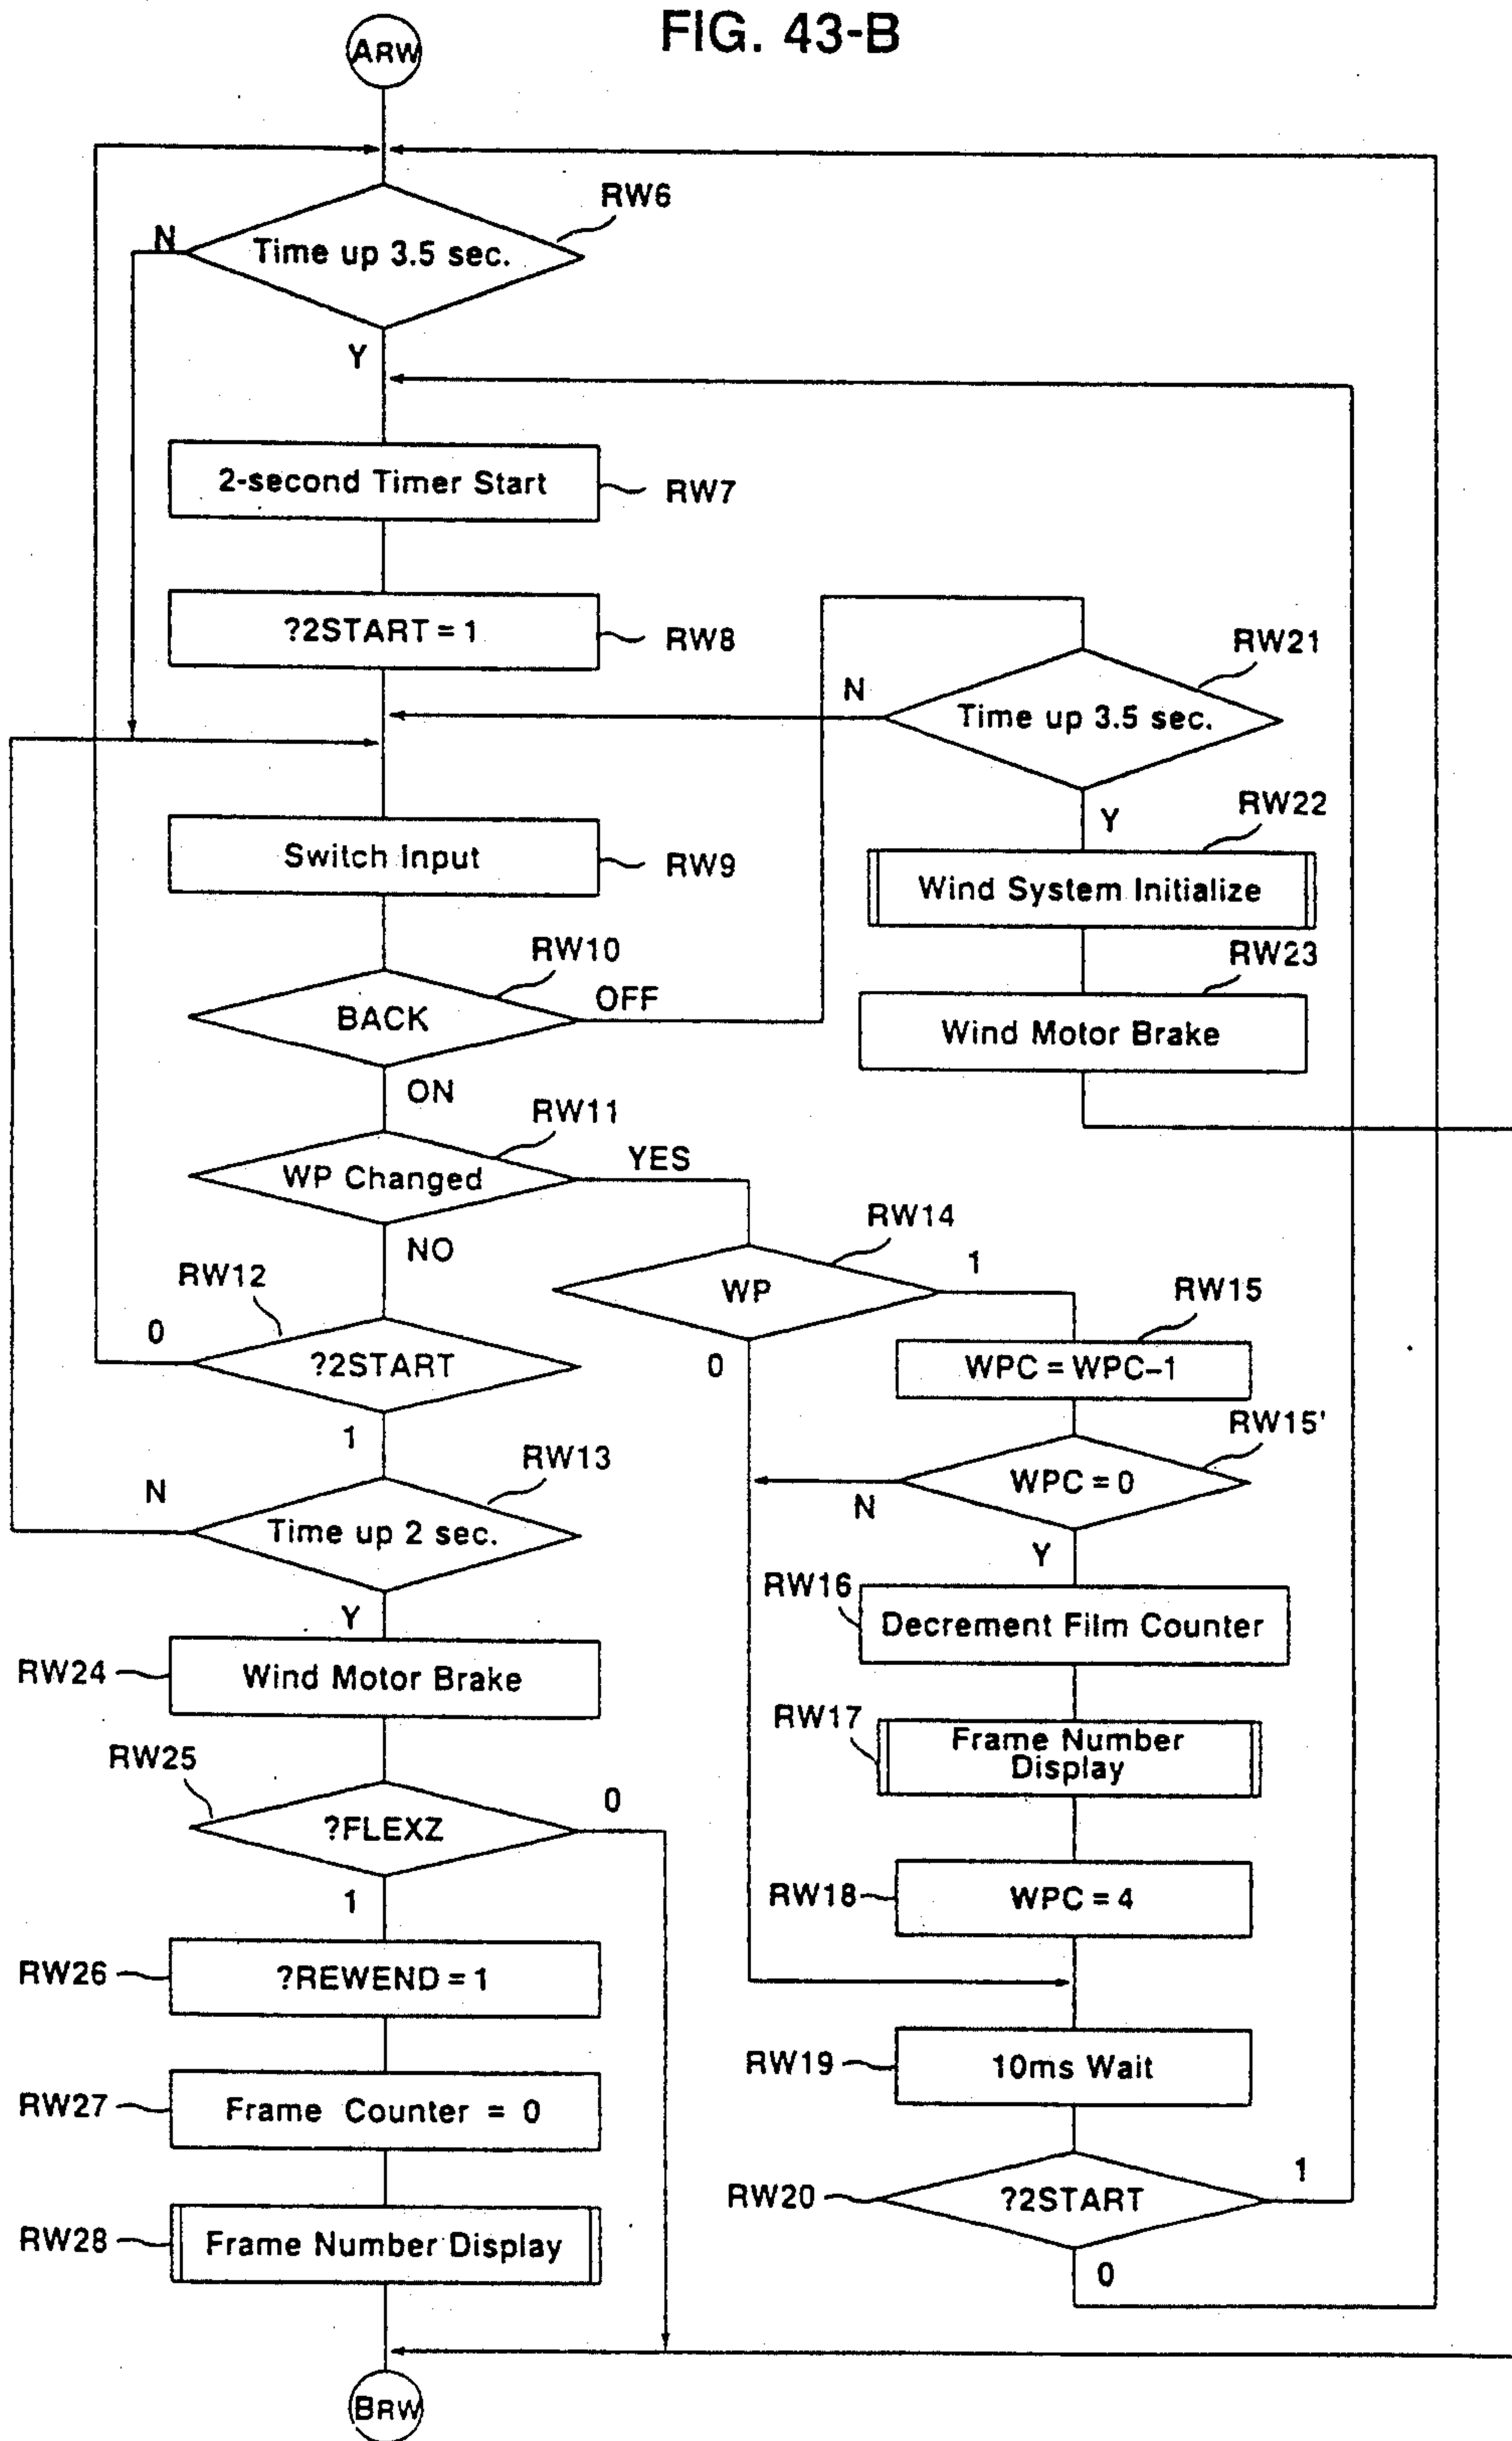 FIG. 43-B
ARW
RW6
N
Time up 3.5 sec.
Y
2-second Timer Start
RW7
?2START = 1
RW8
RW21
N
Time up 3.5 sec.
Y
RW22
Switch Input
RW9
Wind System Initialize
RW10
OFF
RW23
BACK
Wind Motor Brake
ON
RW11
YES
WP Changed
RW14
NO
1
RW12
WP
RW15
0
?2START
0
WPC = WPC-1
1
RW15'
RW13
N
WPC = 0
N
Time up 2 sec.
Y
RW16
Y
Decrement Film Counter
RW24
Wind Motor Brake
RW17
Frame Number
Display
RW25
0
?FLEXZ
1
RW18
WPC = 4
RW26
?REWEND = 1
RW19
10ms Wait
RW27
Frame Counter = 0
1
RW20
?2START
RW28
Frame Number Display
0
BRW